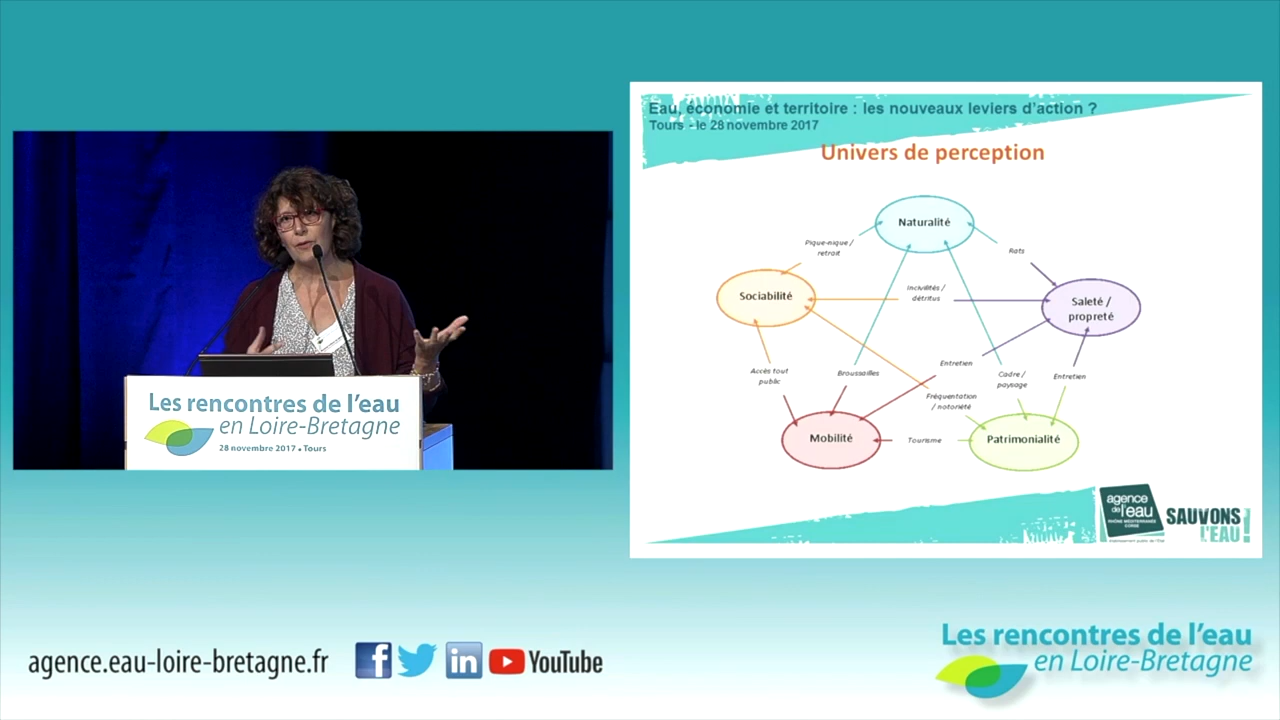 Eau, économie et territoire : les nouveaux leviers d'action ?
Tours - le 28 novembre 2017
Univers de perception
Naturalité
Pique-nique /
retrait
Rats
Sociabilité
Incivilités /
détritus
Saleté /
propreté
Accès tout
public
Broussailles
Entretien
Cadre /
paysage
Entretien
Fréquentation
/ notoriété
Mobilité
Tourisme
Patrimonialité
agence
de l'eau
RHÔNE MÉDITERRANÉE
CORSE
SAUVONS
L'EAU !
Les rencontres de l'eau
en Loire-Bretagne
28 novembre 2017 • Tours
agence.eau-loire-bretagne.fr
f
in
YouTube
Les rencontres de l'eau
en Loire-Bretagne